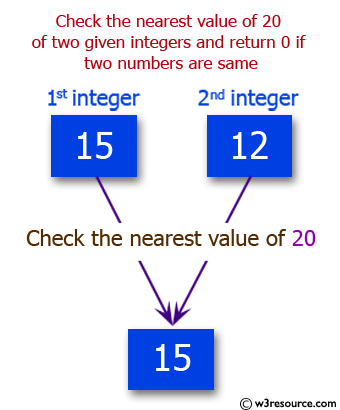 Check the nearest value of 20
of two given integers and return 0 if
two numbers are same
1st integer 2nd integer
15 12
Check the nearest value of 20
15
© w3resource.com